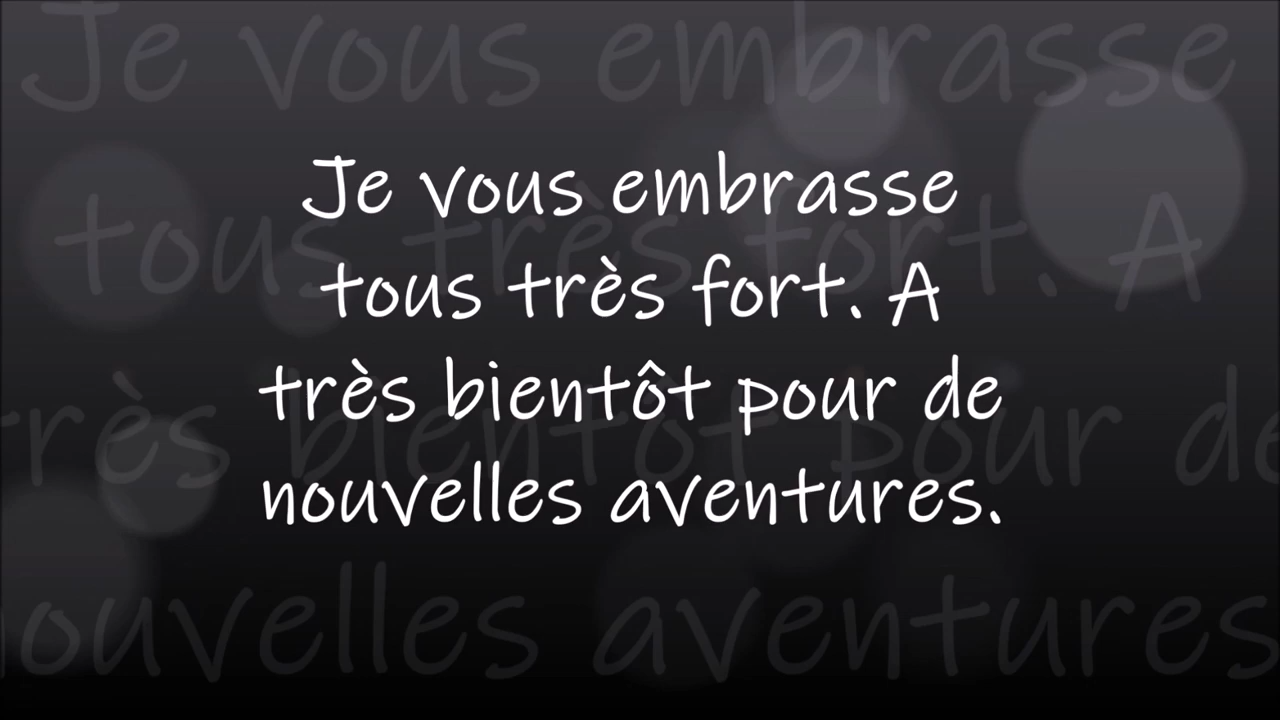 Je vous embrasse
tous très fort. A
très bientôt pour de
nouvelles aventures.